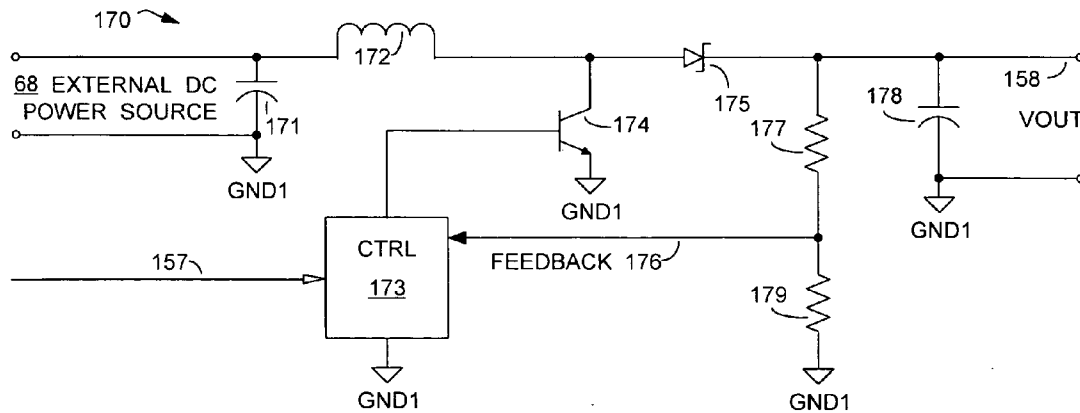 170
172
68 EXTERNAL DC
POWER SOURCE
171
GND1
174
GND1
175
177
178
158
VOUT
CTRL
173
157
FEEDBACK 176
179
GND1
GND1